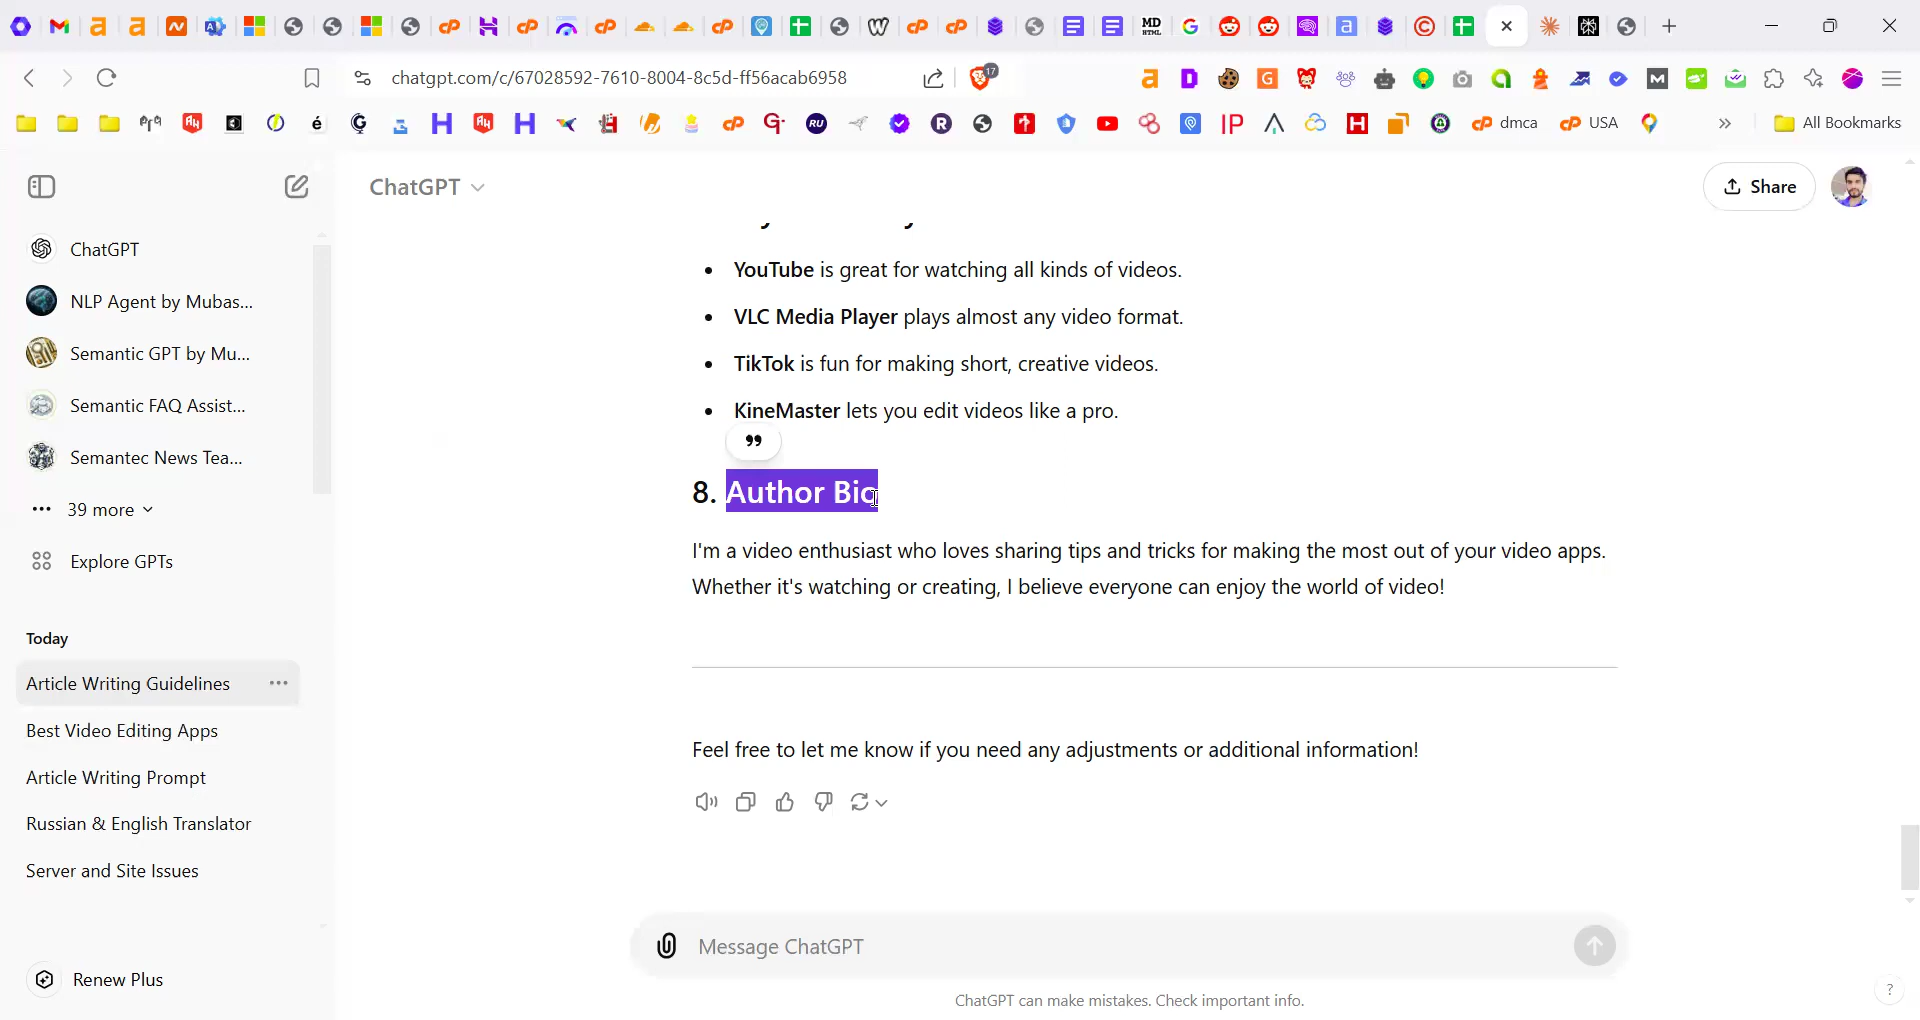 chatgpt.com/c/67028592-7610-8004-8c5d-ff56acab6958
17
dmca
USA
All Bookmarks
ChatGPT
Share
ChatGPT
NLP Agent by Mubas...
Semantic GPT by Mu...
Semantic FAQ Assist...
Semantec News Tea...
39 more
Explore GPTs
Today
Article Writing Guidelines
Best Video Editing Apps
Article Writing Prompt
Russian & English Translator
Server and Site Issues
Renew Plus
• YouTube is great for watching all kinds of videos.
• VLC Media Player plays almost any video format.
• TikTok is fun for making short, creative videos.
• KineMaster lets you edit videos like a pro.
8. Author Bio
I'm a video enthusiast who loves sharing tips and tricks for making the most out of your video apps.
Whether it's watching or creating, I believe everyone can enjoy the world of video!
Feel free to let me know if you need any adjustments or additional information!
Message ChatGPT
ChatGPT can make mistakes. Check important info.
?